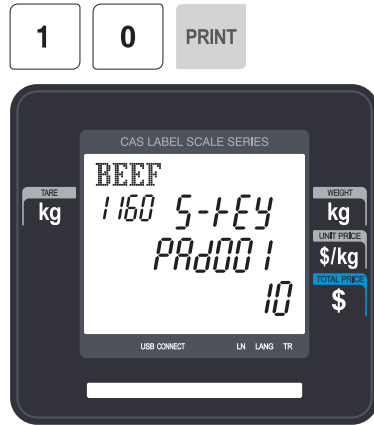 1 0 PRINT
CAS LABEL SCALE SERIES
BEEF
TARE
kg
1160 S-KEY
PAd001
10
WEIGHT
kg
UNIT PRICE
$/kg
TOTAL PRICE
$
USB CONNECT LN LANG TR